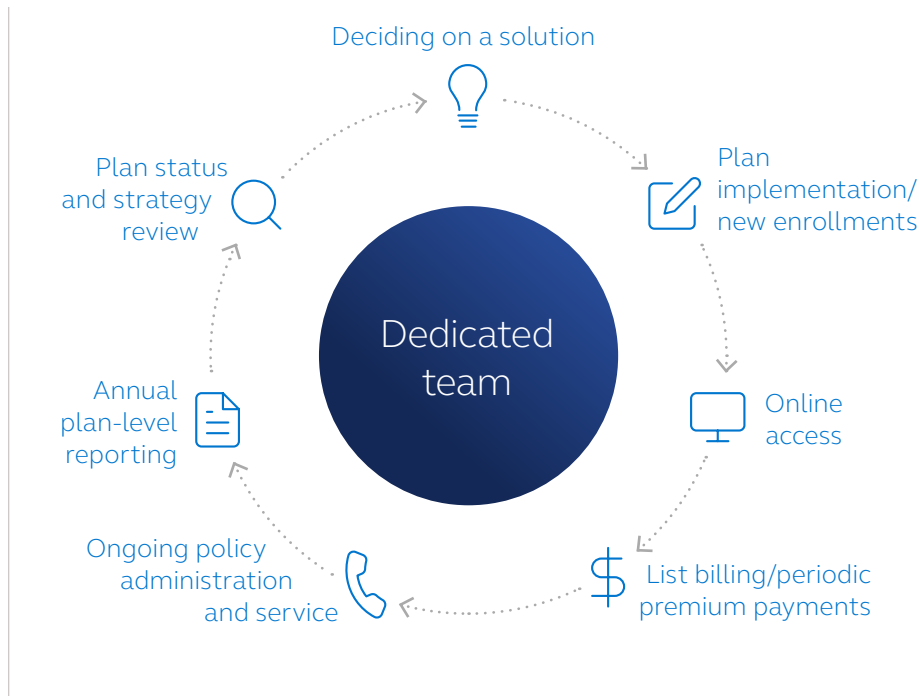 Deciding on a solution
Plan
implementation/
new enrollments
Online
access
List billing/periodic
premium payments
Ongoing policy
administration
and service
Annual
plan-level
reporting
Plan status
and strategy
review
Dedicated
team